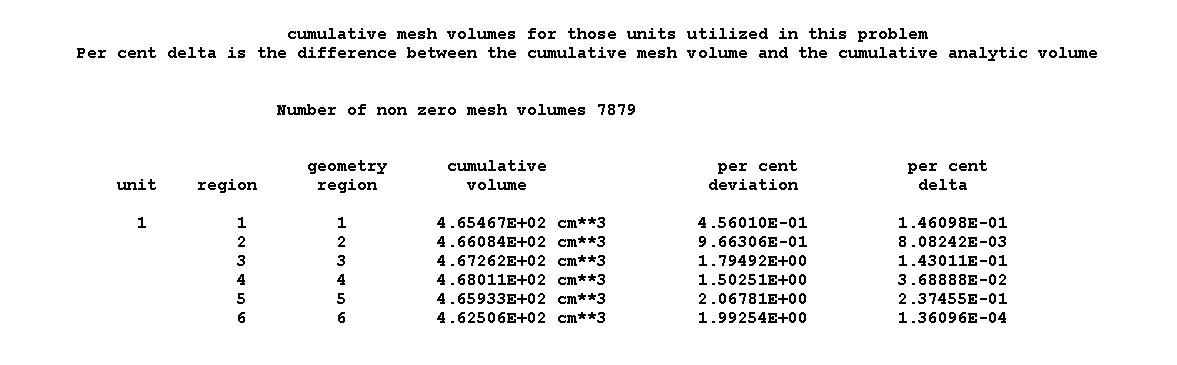 cumulative mesh volumes for those units utilized in this problem
Per cent delta is the difference between the cumulative mesh volume and the cumulative analytic volume
Number of non zero mesh volumes 7879
geometry cumulative per cent per cent
unit region region volume deviation delta
1 1 1 4.65467E+02 cm**3 4.56010E-01 1.46098E-01
2 2 4.66084E+02 cm**3 9.66306E-01 8.08242E-03
3 3 4.67262E+02 cm**3 1.79492E+00 1.43011E-01
4 4 4.68011E+02 cm**3 1.50251E+00 3.68888E-02
5 5 4.65933E+02 cm**3 2.06781E+00 2.37455E-01
6 6 4.62506E+02 cm**3 1.99254E+00 1.36096E-04